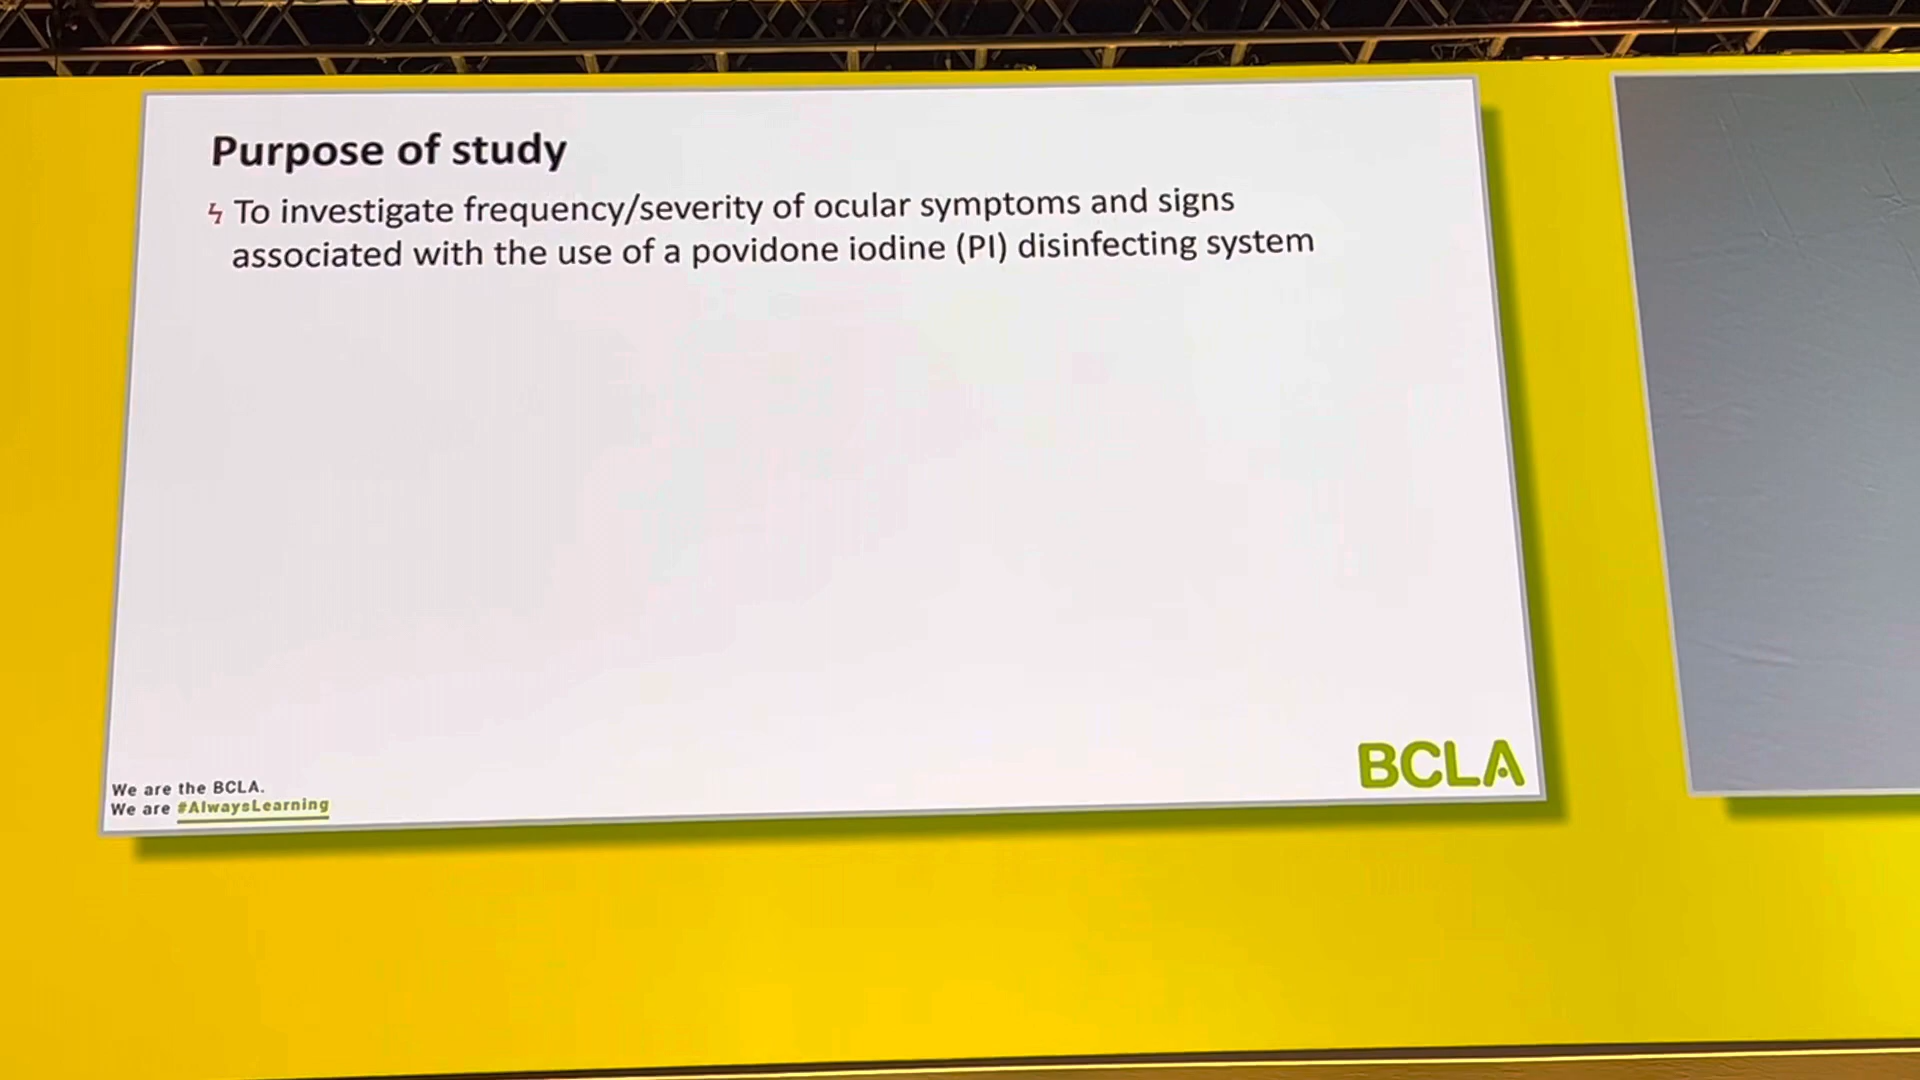 Purpose of study
ϟ To investigate frequency/severity of ocular symptoms and signs
associated with the use of a povidone iodine (PI) disinfecting system
We are the BCLA.
We are #AlwaysLearning
BCLA